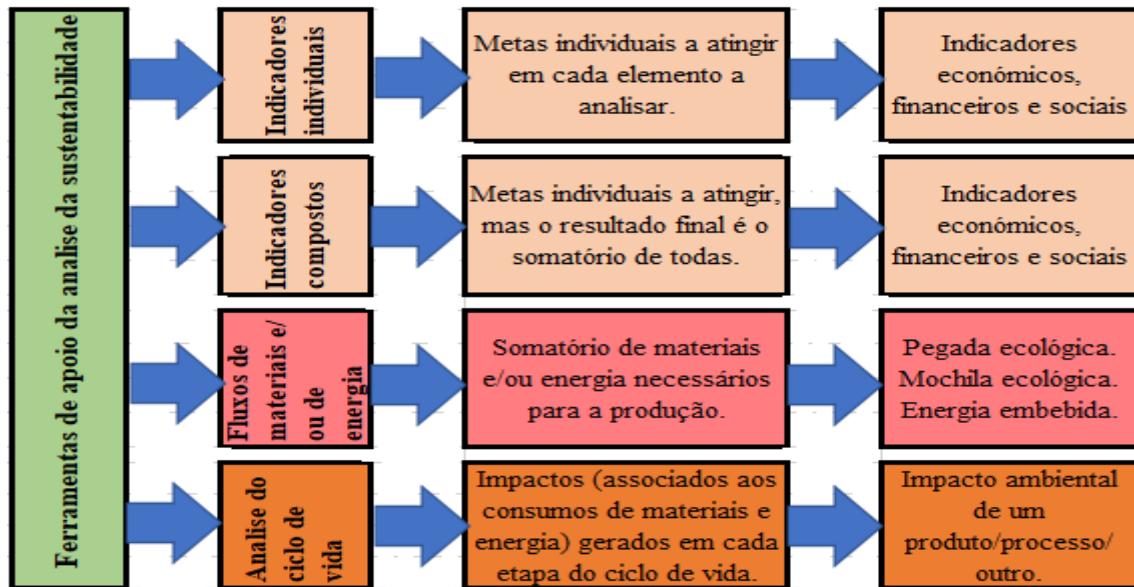 Ferramentas de apoio da analise da sustentabilidade
Indicadores
individuais
Metas individuais a atingir
em cada elemento a
analisar.
Indicadores
económicos,
financeiros e sociais
Indicadores
compostos
Metas individuais a atingir,
mas o resultado final é o
somatório de todas.
Indicadores
económicos,
financeiros e sociais
Fluxos de
materiais e/
ou de
energia
Somatório de materiais
e/ou energia necessários
para a produção.
Pegada ecológica.
Mochila ecológica.
Energia embebida.
Analise do
ciclo de
vida
Impactos (associados aos
consumos de materiais e
energia) gerados em cada
etapa do ciclo de vida.
Impacto ambiental
de um
produto/processo/
outro.